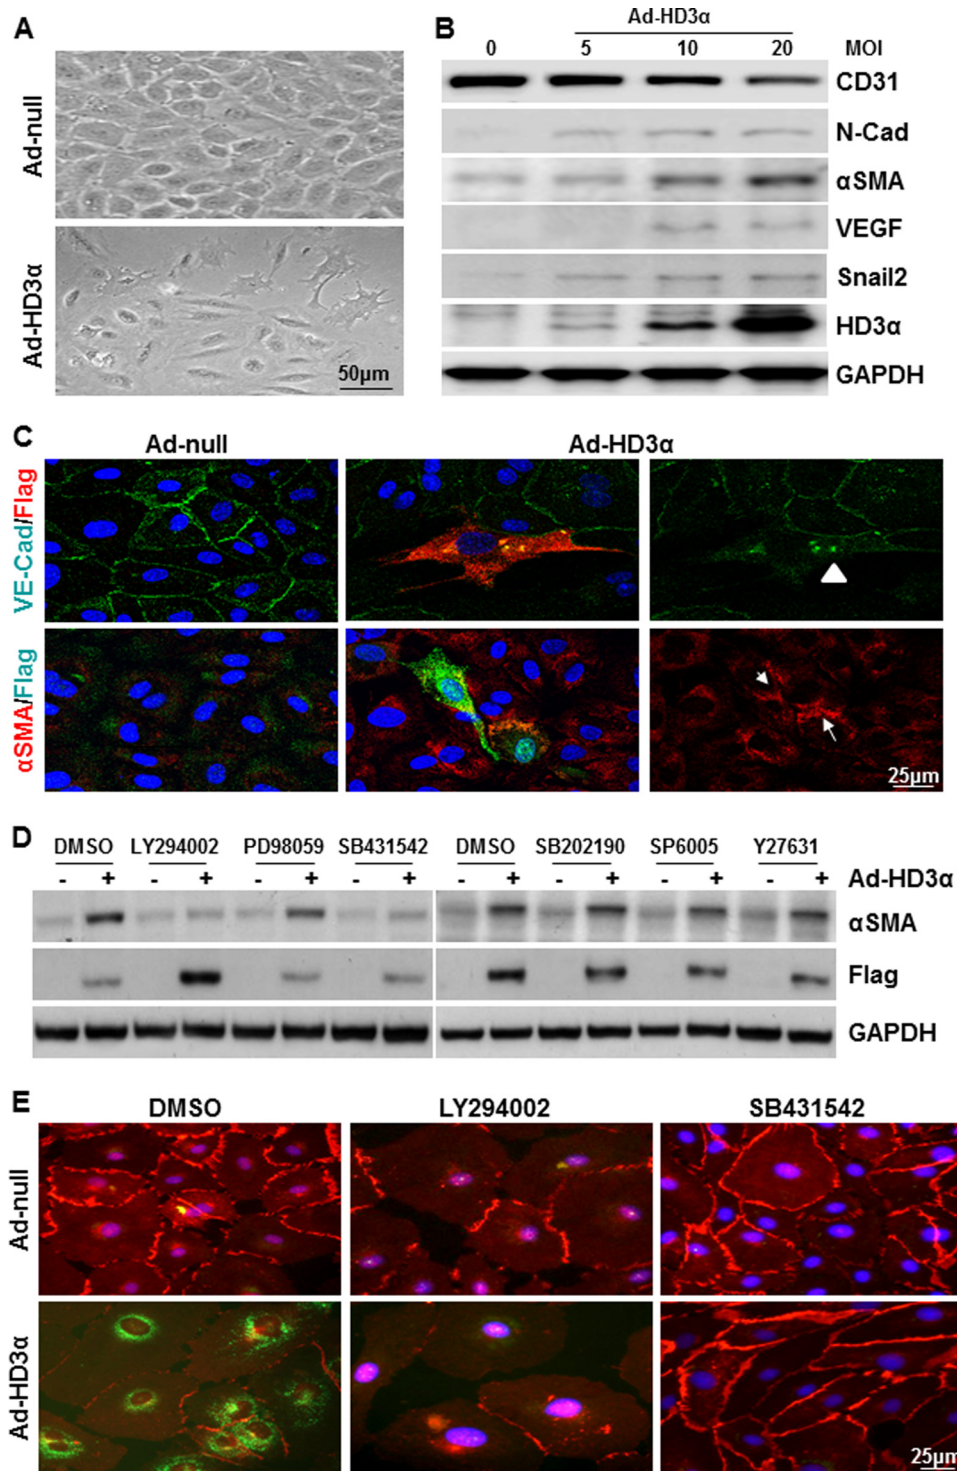 A
Ad-null
Ad-HD3α
50μm
B
Ad-HD3α
0 5 10 20 MOI
CD31
N-Cad
αSMA
VEGF
Snail2
HD3α
GAPDH
C
Ad-null Ad-HD3α
VE-Cad/Flag
αSMA/Flag
25μm
D
DMSO LY294002 PD98059 SB431542 DMSO SB202190 SP6005 Y27631
- + - + - + - + - + - + - + - + Ad-HD3α
αSMA
Flag
GAPDH
E
DMSO LY294002 SB431542
Ad-null
Ad-HD3α
25μm